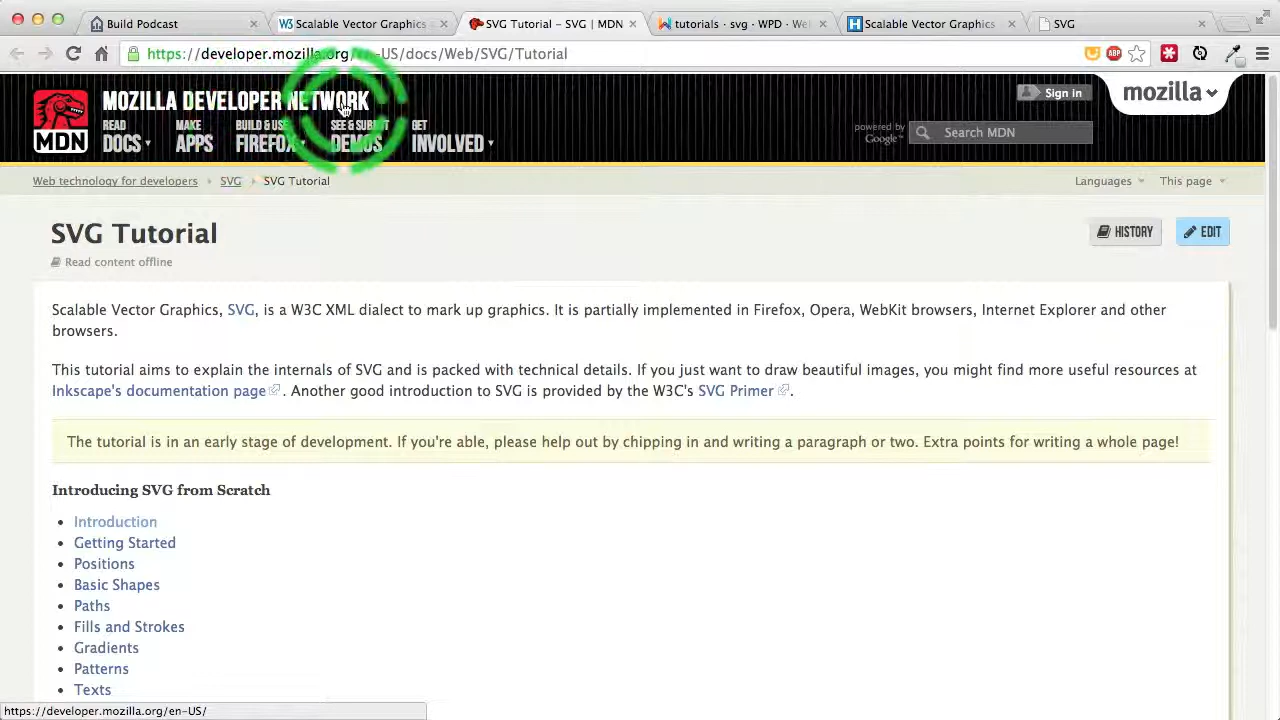 Build Podcast
Scalable Vector Graphics
SVG Tutorial – SVG | MDN
tutorials · svg · WPD · We
Scalable Vector Graphics
SVG
https://developer.mozilla.org/en-US/docs/Web/SVG/Tutorial
MOZILLA DEVELOPER NETWORK
MDN
READ DOCS
MAKE APPS
BUILD & USE FIREFOX
SEE & SUBMIT DEMOS
GET INVOLVED
Sign in
mozilla
powered by Google™
Search MDN
Web technology for developers
SVG
SVG Tutorial
Languages
This page
SVG Tutorial
HISTORY
EDIT
Read content offline
Scalable Vector Graphics, SVG, is a W3C XML dialect to mark up graphics. It is partially implemented in Firefox, Opera, WebKit browsers, Internet Explorer and other
browsers.
This tutorial aims to explain the internals of SVG and is packed with technical details. If you just want to draw beautiful images, you might find more useful resources at
Inkscape's documentation page. Another good introduction to SVG is provided by the W3C's SVG Primer.
The tutorial is in an early stage of development. If you're able, please help out by chipping in and writing a paragraph or two. Extra points for writing a whole page!
Introducing SVG from Scratch
Introduction
Getting Started
Positions
Basic Shapes
Paths
Fills and Strokes
Gradients
Patterns
Texts
https://developer.mozilla.org/en-US/